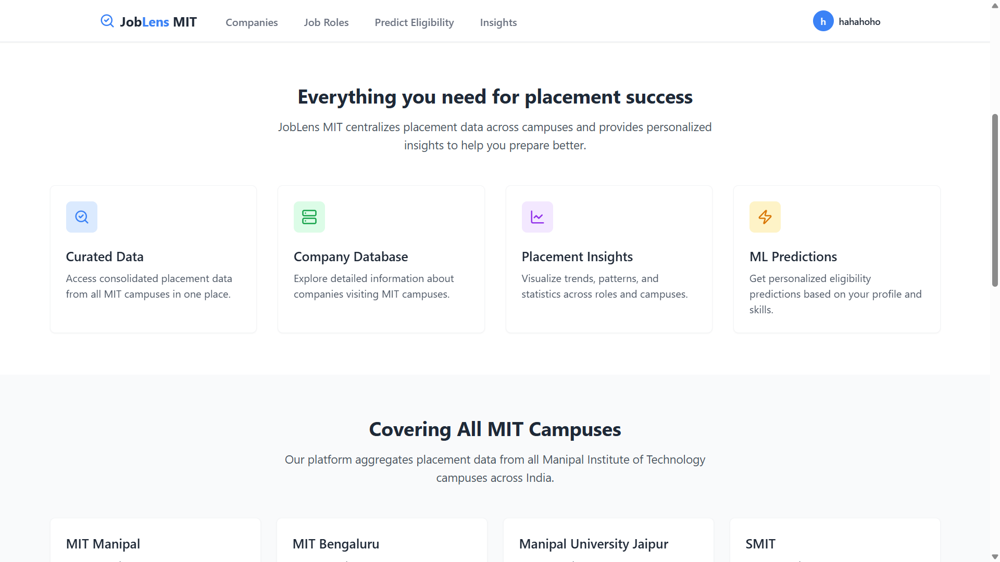 JobLens MIT
Companies
Job Roles
Predict Eligibility
Insights
h
hahahoho
Everything you need for placement success
JobLens MIT centralizes placement data across campuses and provides personalized
insights to help you prepare better.
Curated Data
Access consolidated placement data
from all MIT campuses in one place.
Company Database
Explore detailed information about
companies visiting MIT campuses.
Placement Insights
Visualize trends, patterns, and
statistics across roles and campuses.
ML Predictions
Get personalized eligibility
predictions based on your profile and
skills.
Covering All MIT Campuses
Our platform aggregates placement data from all Manipal Institute of Technology
campuses across India.
MIT Manipal
MIT Bengaluru
Manipal University Jaipur
SMIT